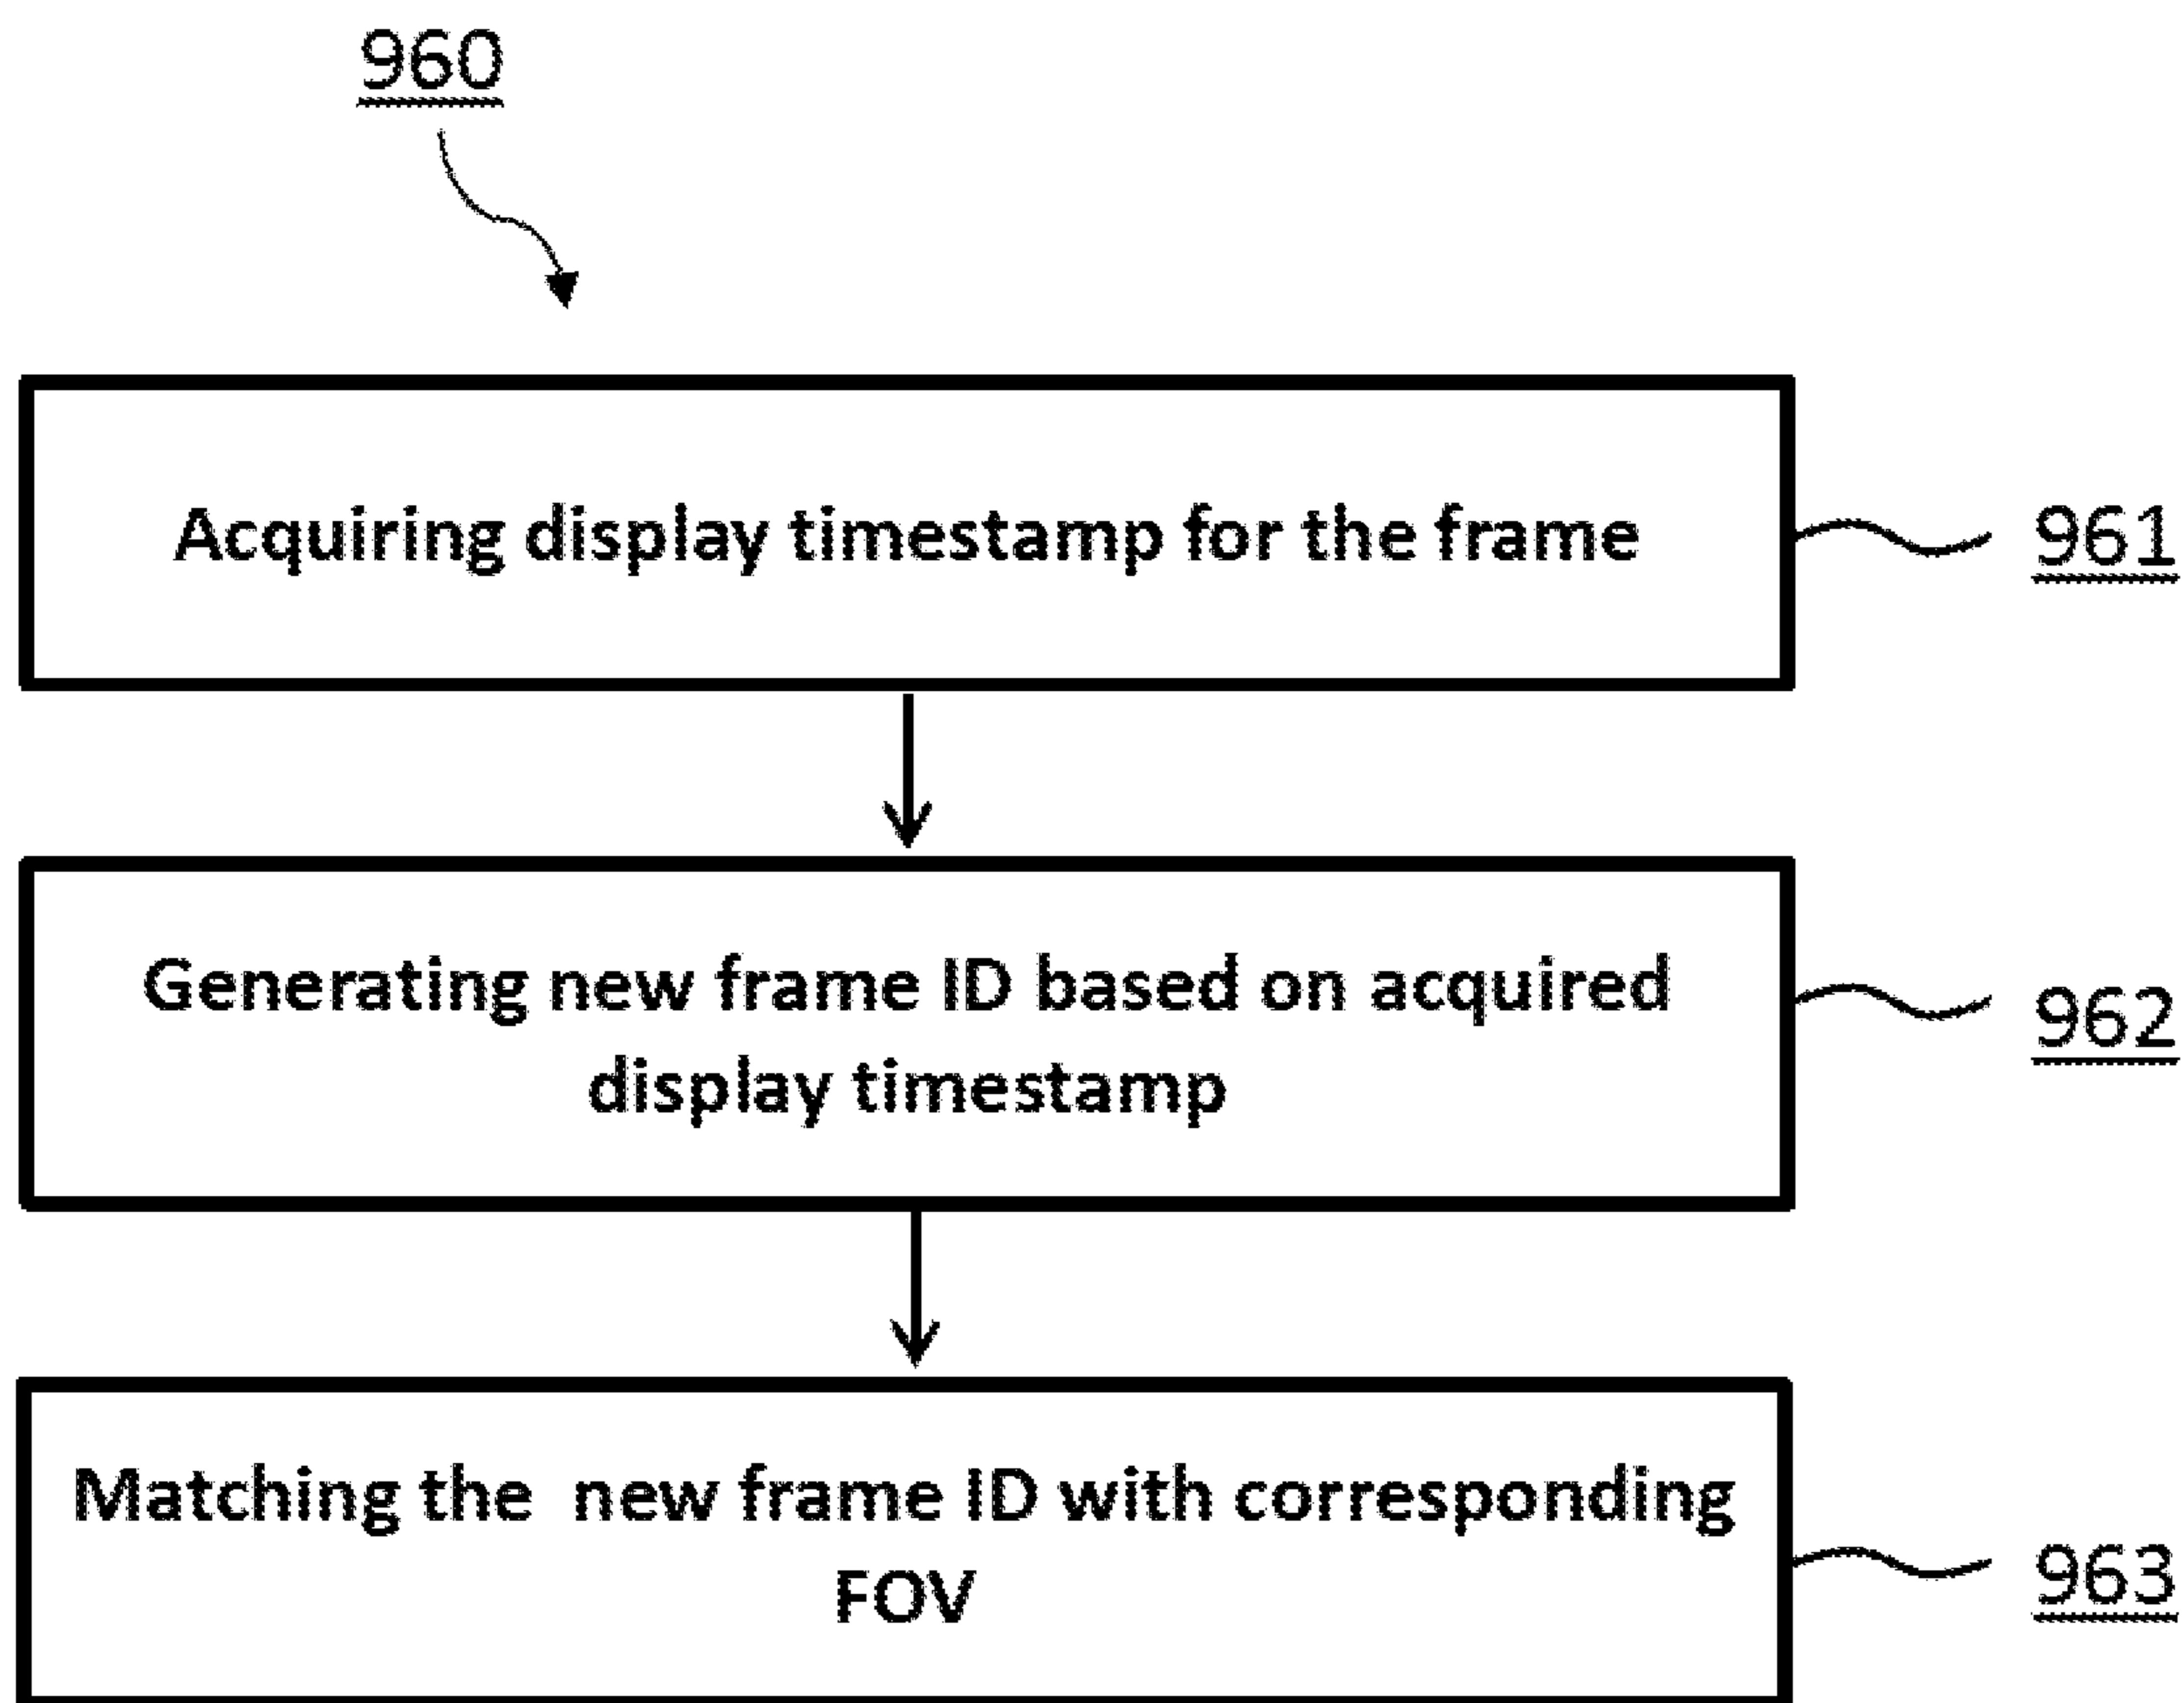 960
Acquiring display timestamp for the frame
961
Generating new frame ID based on acquired
display timestamp
962
Matching the  new frame ID with corresponding
FOV
963